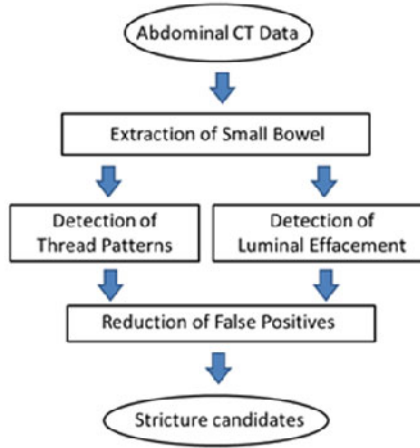 Abdominal CT Data
Extraction of Small Bowel
Detection of
Thread Patterns
Detection of
Luminal Effacement
Reduction of False Positives
Stricture candidates